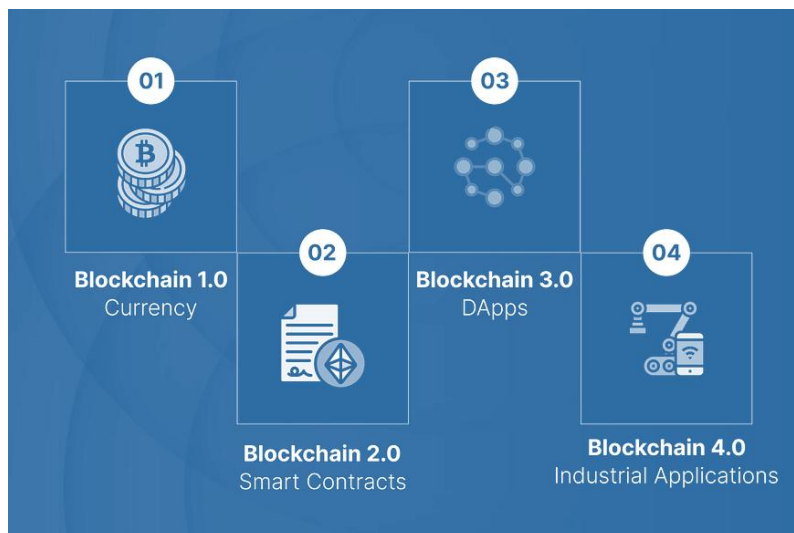 01
Blockchain 1.0
Currency
02
Blockchain 2.0
Smart Contracts
03
Blockchain 3.0
DApps
04
Blockchain 4.0
Industrial Applications